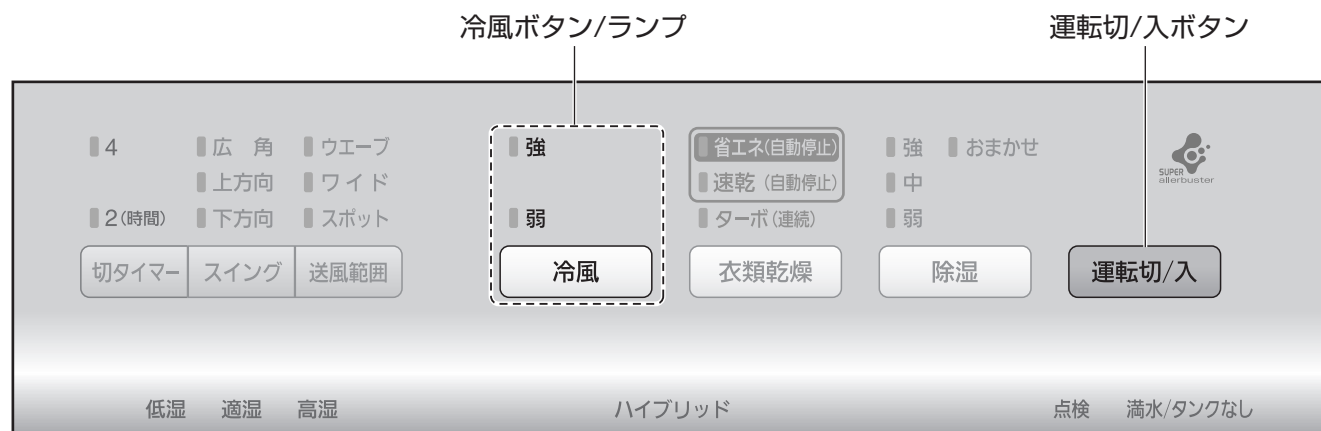 冷風ボタン/ランプ 運転切/入ボタン
4 広 角 ウエーブ 強 省エネ(自動停止) 強 おまかせ
上方向 ワイド 速乾(自動停止) 中
SUPER allerbuster
2(時間) 下方向 スポット 弱 ターボ(連続) 弱
切タイマー スイング 送風範囲 冷風 衣類乾燥 除湿 運転切/入
低湿 適湿 高湿 ハイブリッド 点検 満水/タンクなし